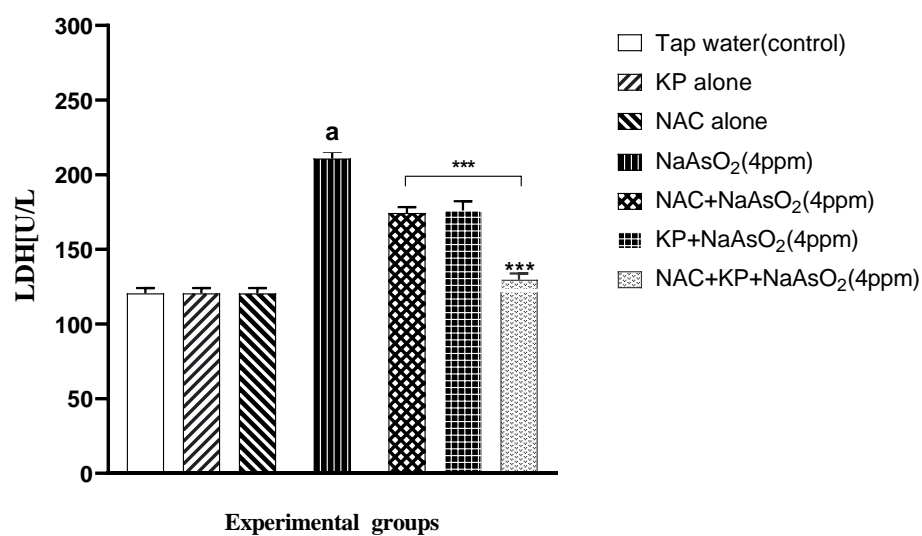 300
250
200
150
100
50
0
LDH[U/L
a
***
***
Experimental groups
Tap water(control)
KP alone
NAC alone
NaAsO₂(4ppm)
NAC+NaAsO₂(4ppm)
KP+NaAsO₂(4ppm)
NAC+KP+NaAsO₂(4ppm)